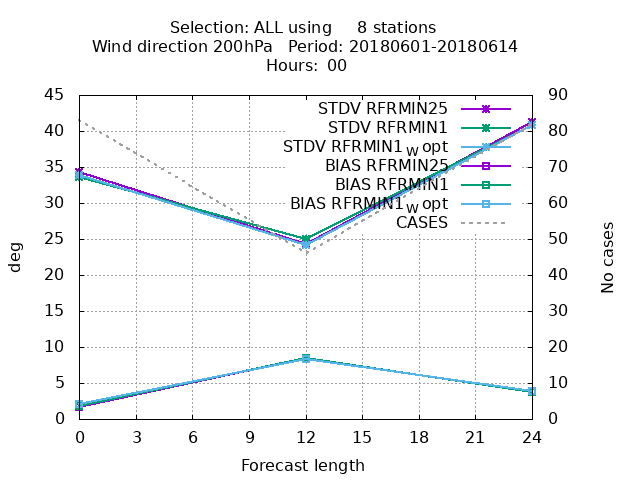 Selection: ALL using     8 stations
Wind direction 200hPa   Period: 20180601-20180614
Hours: 00
45
40
35
30
25
20
15
10
5
0
90
80
70
60
50
40
30
20
10
0
STDV RFRMIN25
STDV RFRMIN1
STDV RFRMIN1_W opt
BIAS RFRMIN25
BIAS RFRMIN1
BIAS RFRMIN1_W opt
CASES
deg
No cases
0 3 6 9 12 15 18 21 24
Forecast length